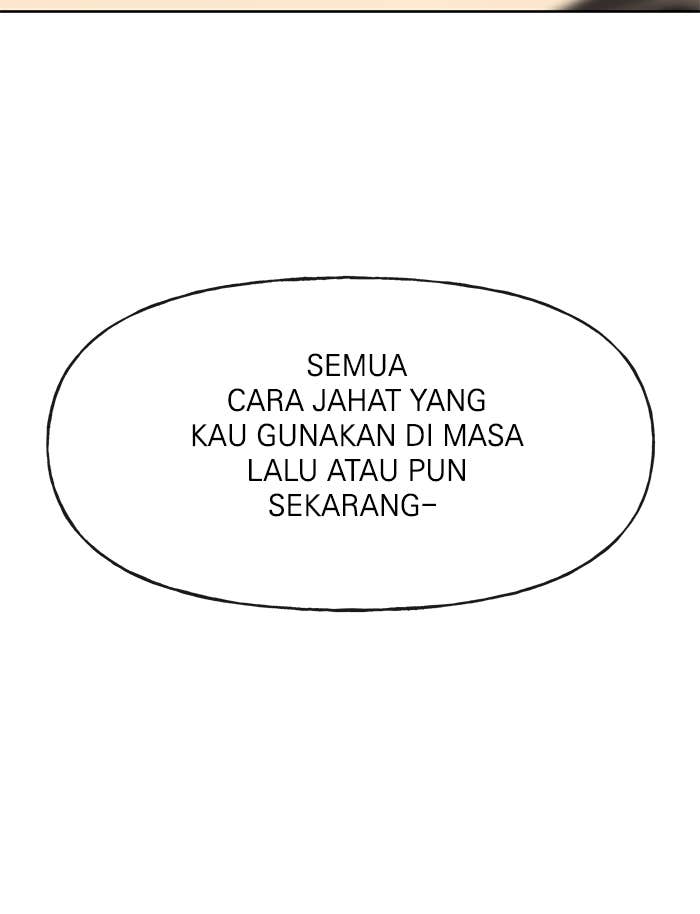 SEMUA
CARA JAHAT YANG
KAU GUNAKAN DI MASA
LALU ATAU PUN
SEKARANG-